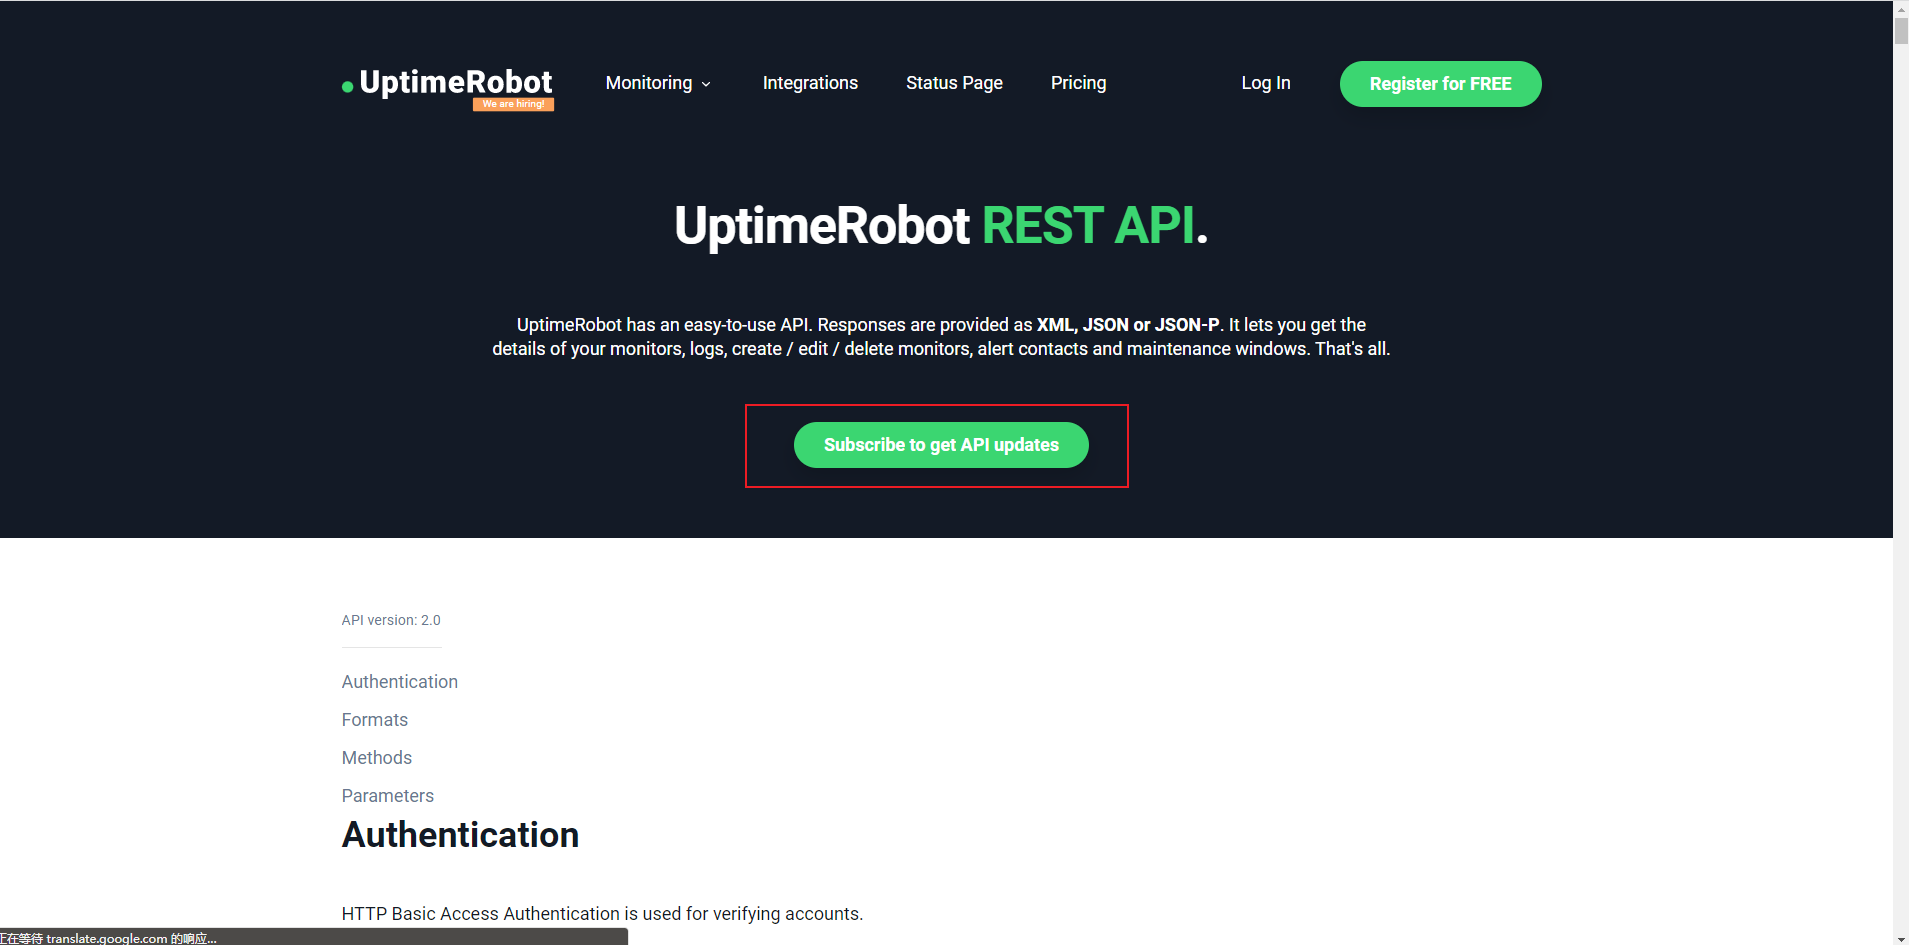 UptimeRobot
We are hiring!
Monitoring
Integrations
Status Page
Pricing
Log In
Register for FREE
UptimeRobot REST API.
UptimeRobot has an easy-to-use API. Responses are provided as XML, JSON or JSON-P. It lets you get the
details of your monitors, logs, create / edit / delete monitors, alert contacts and maintenance windows. That's all.
Subscribe to get API updates
API version: 2.0
Authentication
Formats
Methods
Parameters
Authentication
HTTP Basic Access Authentication is used for verifying accounts.
正在等待 translate.google.com 的响应...